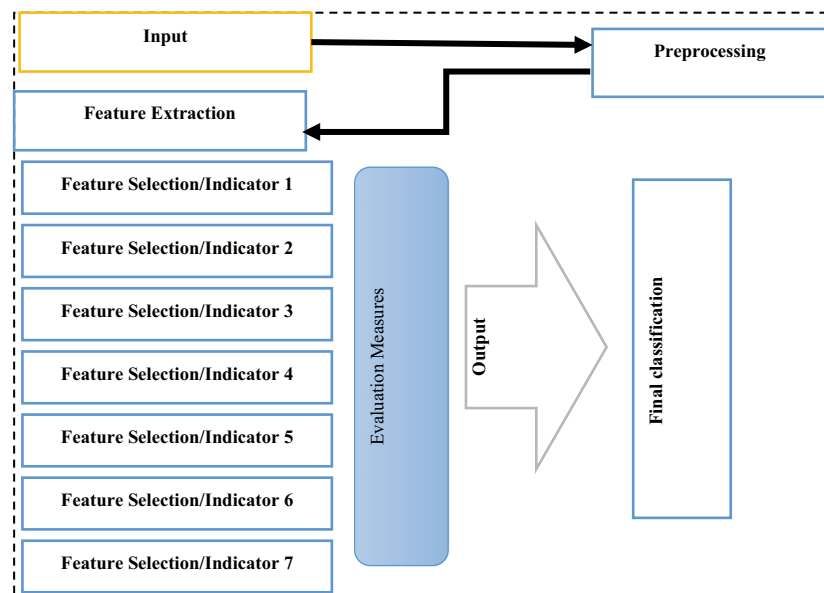 Input
Preprocessing
Feature Extraction
Feature Selection/Indicator 1
Feature Selection/Indicator 2
Feature Selection/Indicator 3
Feature Selection/Indicator 4
Feature Selection/Indicator 5
Feature Selection/Indicator 6
Feature Selection/Indicator 7
Evaluation Measures
Output
Final classification